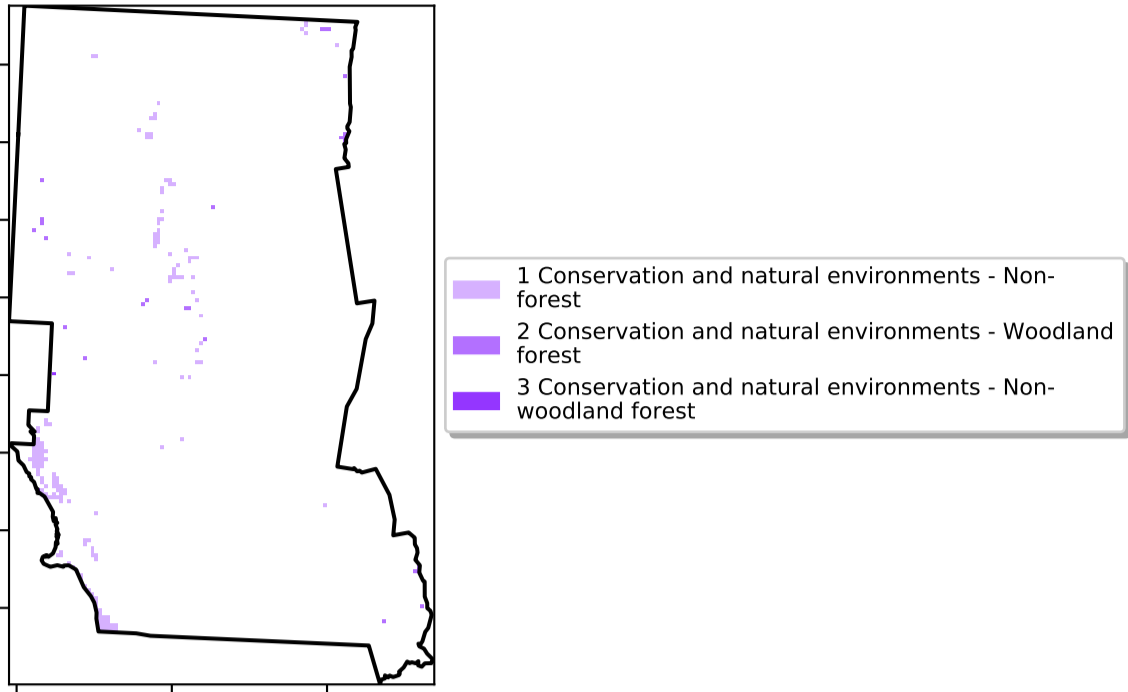 1 Conservation and natural environments - Non-
forest
2 Conservation and natural environments - Woodland
forest
3 Conservation and natural environments - Non-
woodland forest